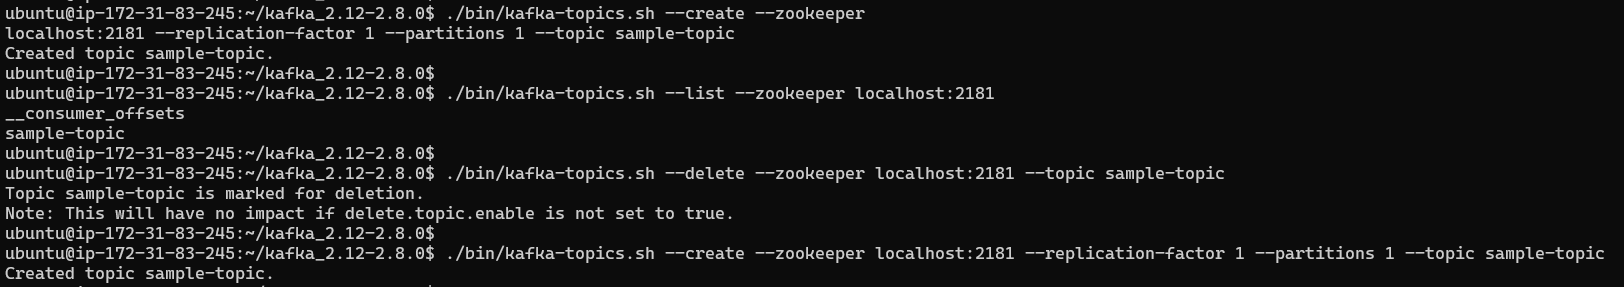 ubuntu@ip-172-31-83-245:~/kafka_2.12-2.8.0$ ./bin/kafka-topics.sh --create --zookeeper
localhost:2181 --replication-factor 1 --partitions 1 --topic sample-topic
Created topic sample-topic.
ubuntu@ip-172-31-83-245:~/kafka_2.12-2.8.0$
ubuntu@ip-172-31-83-245:~/kafka_2.12-2.8.0$ ./bin/kafka-topics.sh --list --zookeeper localhost:2181
__consumer_offsets
sample-topic
ubuntu@ip-172-31-83-245:~/kafka_2.12-2.8.0$
ubuntu@ip-172-31-83-245:~/kafka_2.12-2.8.0$ ./bin/kafka-topics.sh --delete --zookeeper localhost:2181 --topic sample-topic
Topic sample-topic is marked for deletion.
Note: This will have no impact if delete.topic.enable is not set to true.
ubuntu@ip-172-31-83-245:~/kafka_2.12-2.8.0$
ubuntu@ip-172-31-83-245:~/kafka_2.12-2.8.0$ ./bin/kafka-topics.sh --create --zookeeper localhost:2181 --replication-factor 1 --partitions 1 --topic sample-topic
Created topic sample-topic.